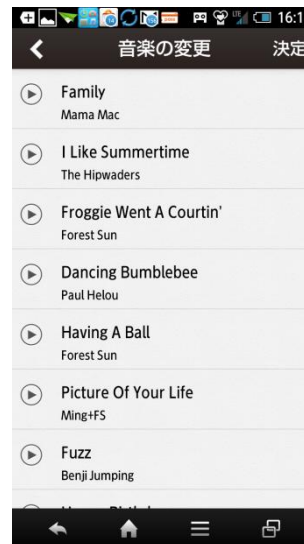 16:1
音楽の変更
決定
Family
Mama Mac
I Like Summertime
The Hipwaders
Froggie Went A Courtin'
Forest Sun
Dancing Bumblebee
Paul Helou
Having A Ball
Forest Sun
Picture Of Your Life
Ming+FS
Fuzz
Benji Jumping